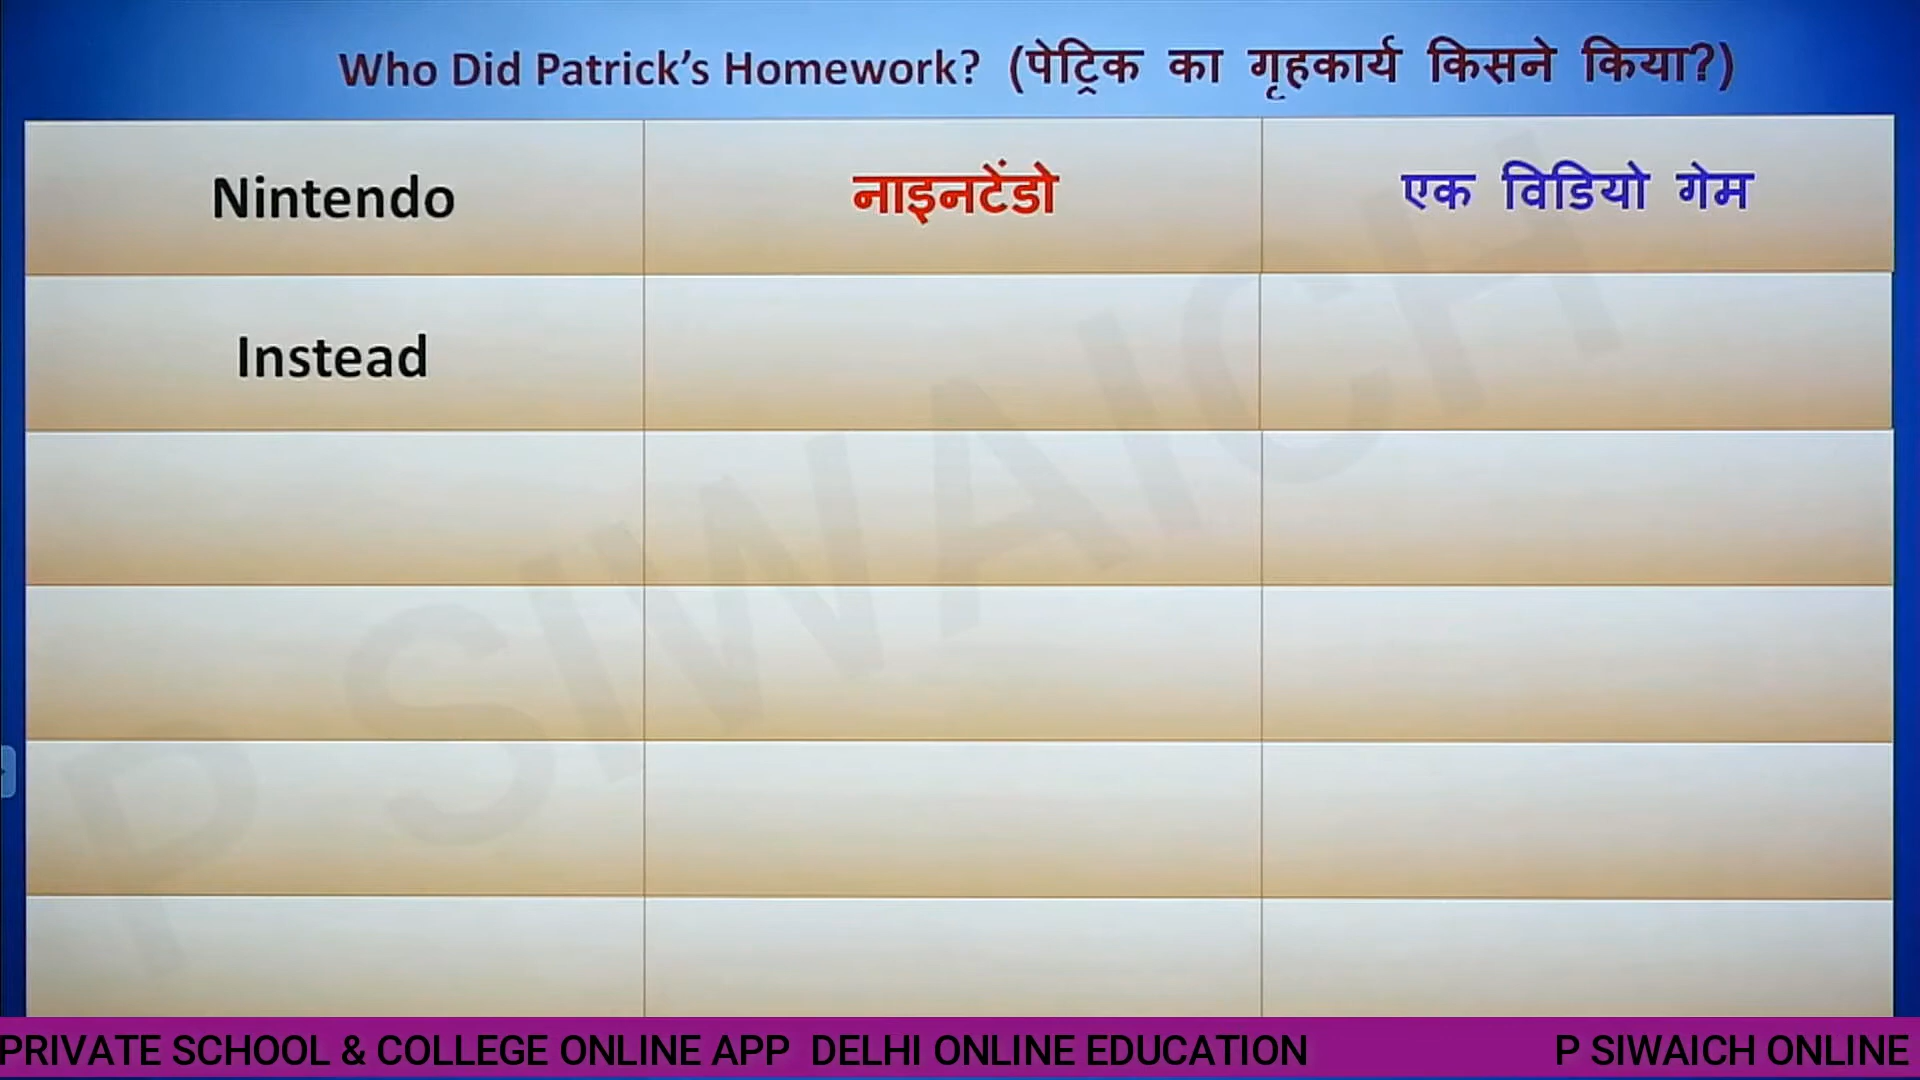 Who Did Patrick’s Homework? (पेट्रिक का गृहकार्य किसने किया?)
Nintendo नाइनटेंडो एक विडियो गेम
Instead
P SIWAICH
PRIVATE SCHOOL & COLLEGE ONLINE APP DELHI ONLINE EDUCATION P SIWAICH ONLINE